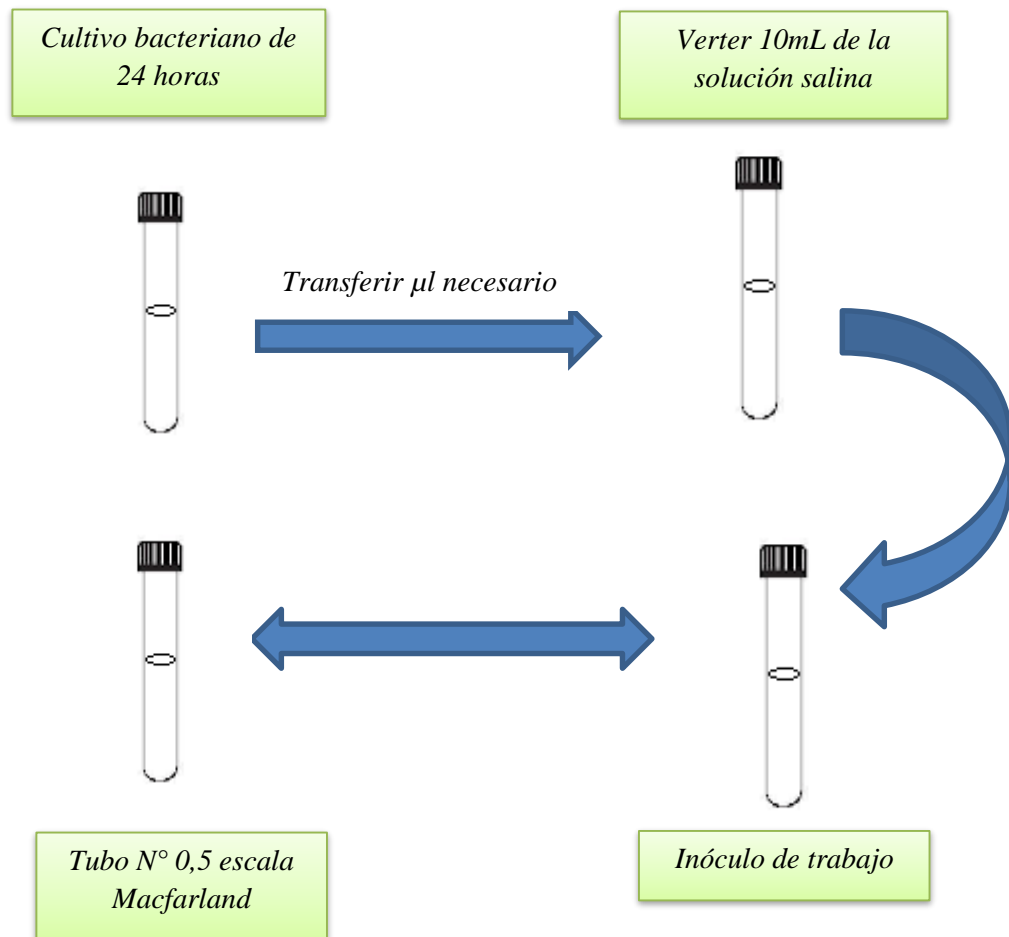 Cultivo bacteriano de
24 horas
Verter 10mL de la
solución salina
Transferir µl necesario
Tubo N° 0,5 escala
Macfarland
Inóculo de trabajo